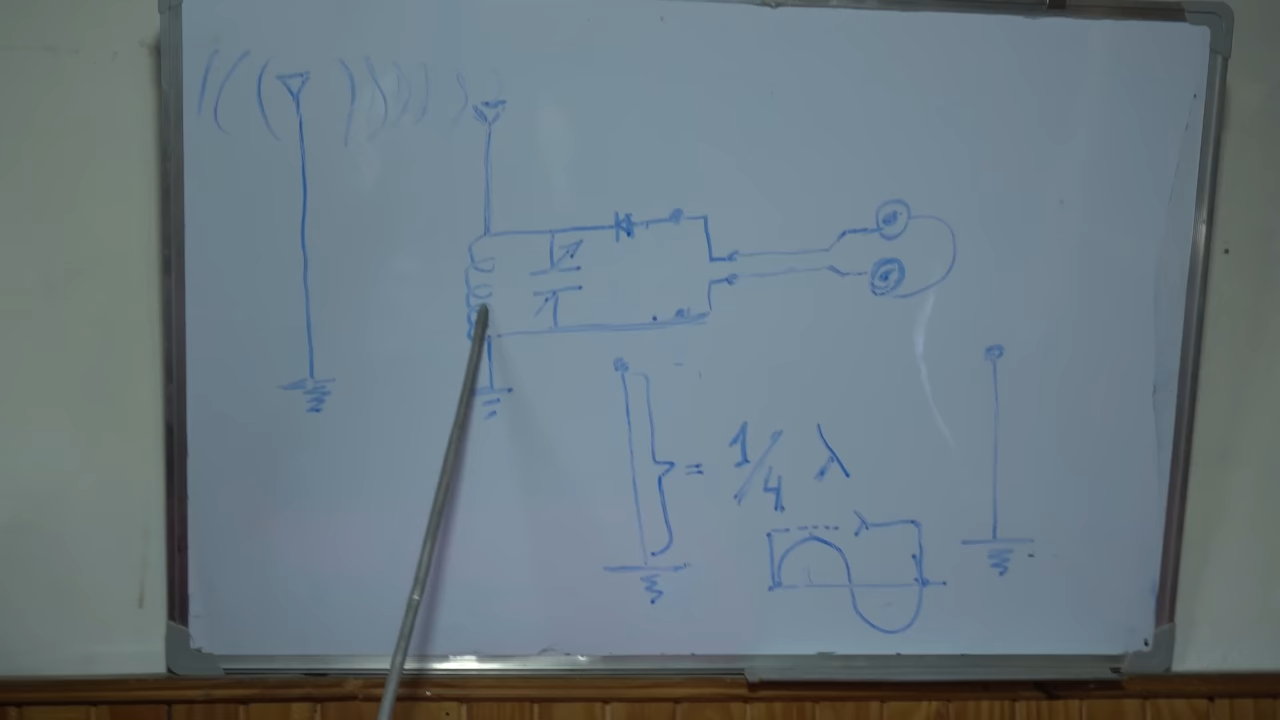 = 1/4 λ
λ